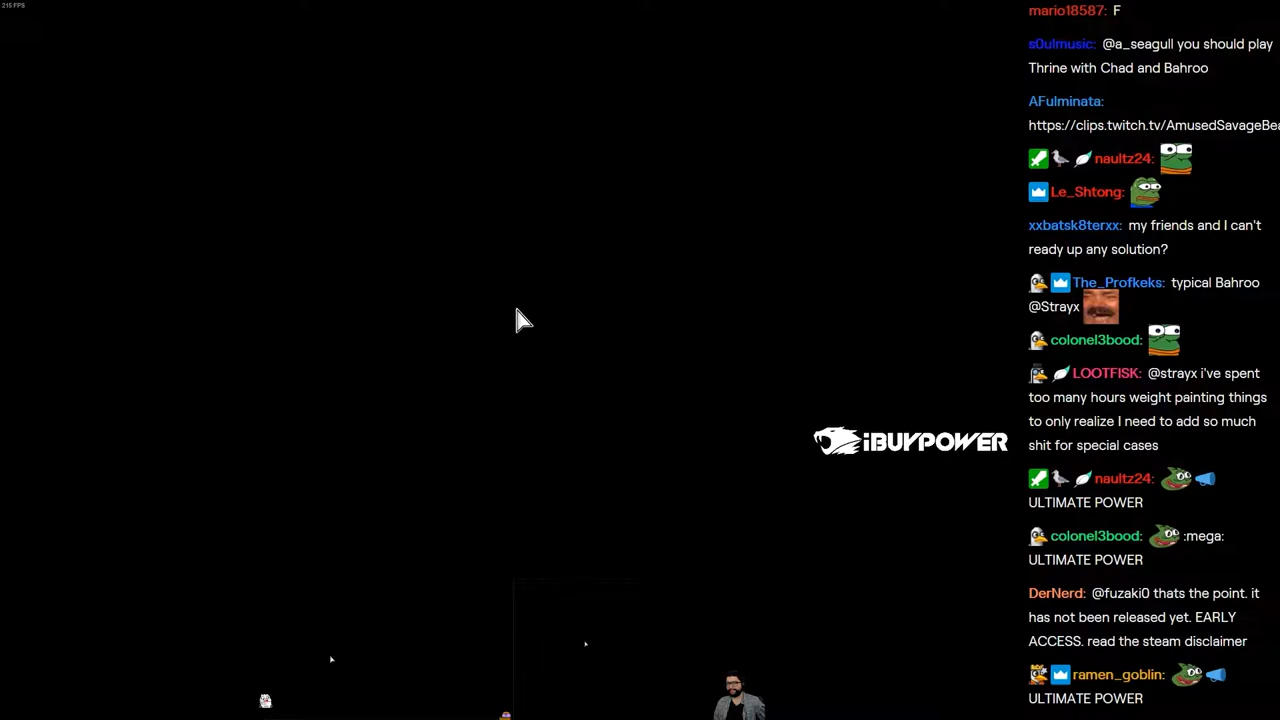 215 FPS
mario18587: F
s0ulmusic: @a_seagull you should play
Thrine with Chad and Bahroo
AFulminata:
https://clips.twitch.tv/AmusedSavageBea
naultz24:
Le_Shtong:
xxbatsk8terxx: my friends and I can't
ready up any solution?
The_Profkeks: typical Bahroo
@Strayx
colonel3bood:
LOOTFISK: @strayx i've spent
too many hours weight painting things
to only realize I need to add so much
shit for special cases
iBUYPOWER
naultz24:
ULTIMATE POWER
colonel3bood: :mega:
ULTIMATE POWER
DerNerd: @fuzaki0 thats the point. it
has not been released yet. EARLY
ACCESS. read the steam disclaimer
ramen_goblin:
ULTIMATE POWER